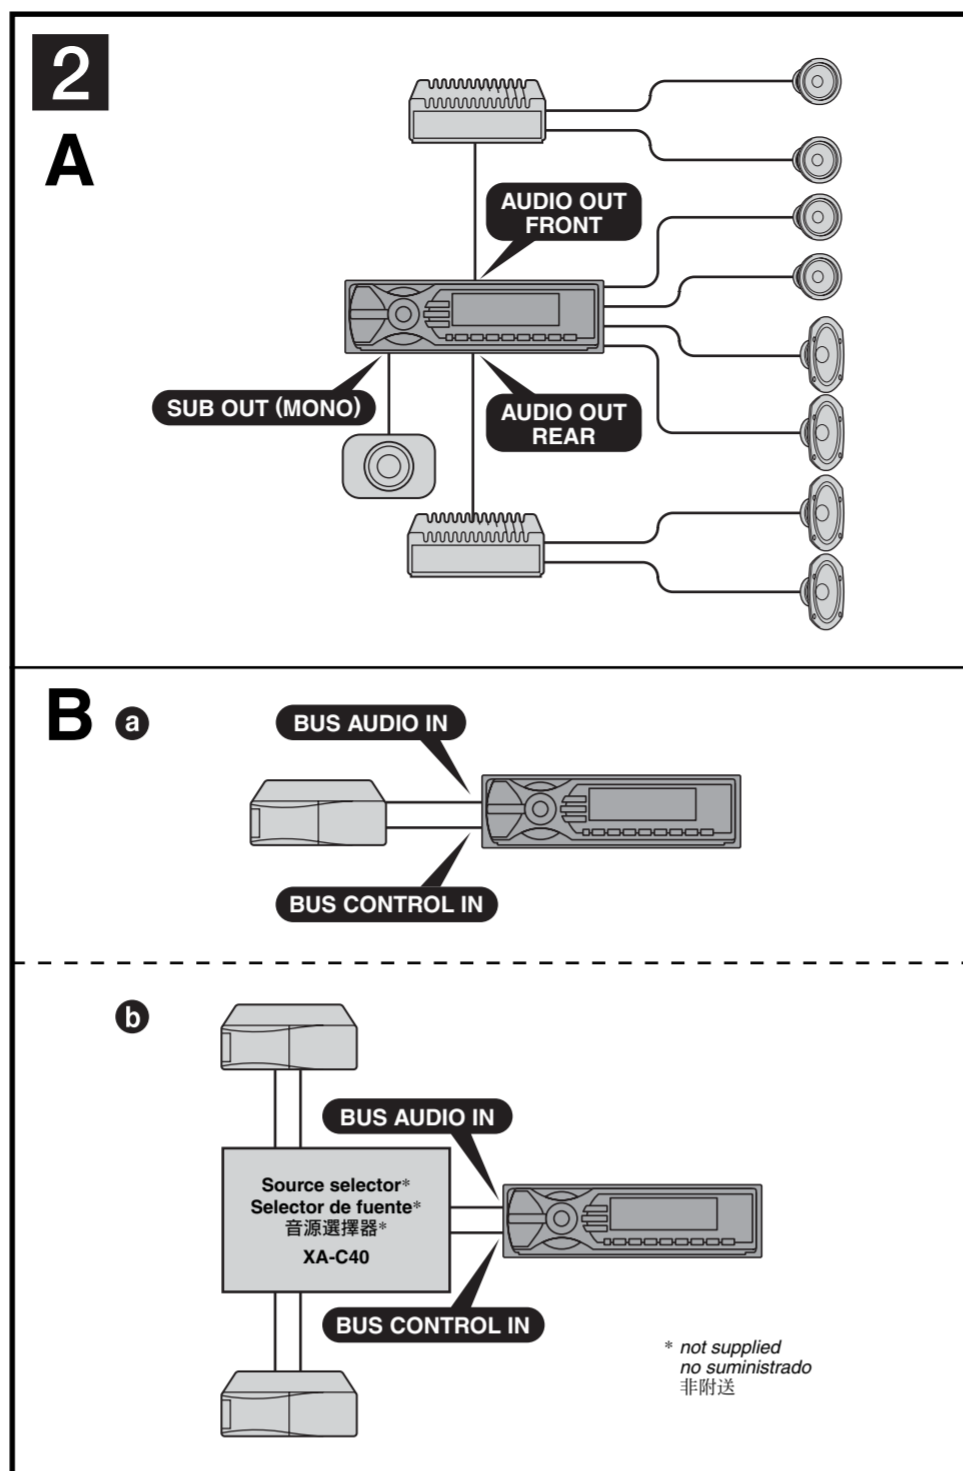 2
A
AUDIO OUT
FRONT
SUB OUT (MONO)
AUDIO OUT
REAR
B
a
BUS AUDIO IN
BUS CONTROL IN
b
BUS AUDIO IN
Source selector*
Selector de fuente*
音源選擇器*
XA-C40
BUS CONTROL IN
* not supplied
no suministrado
非附送